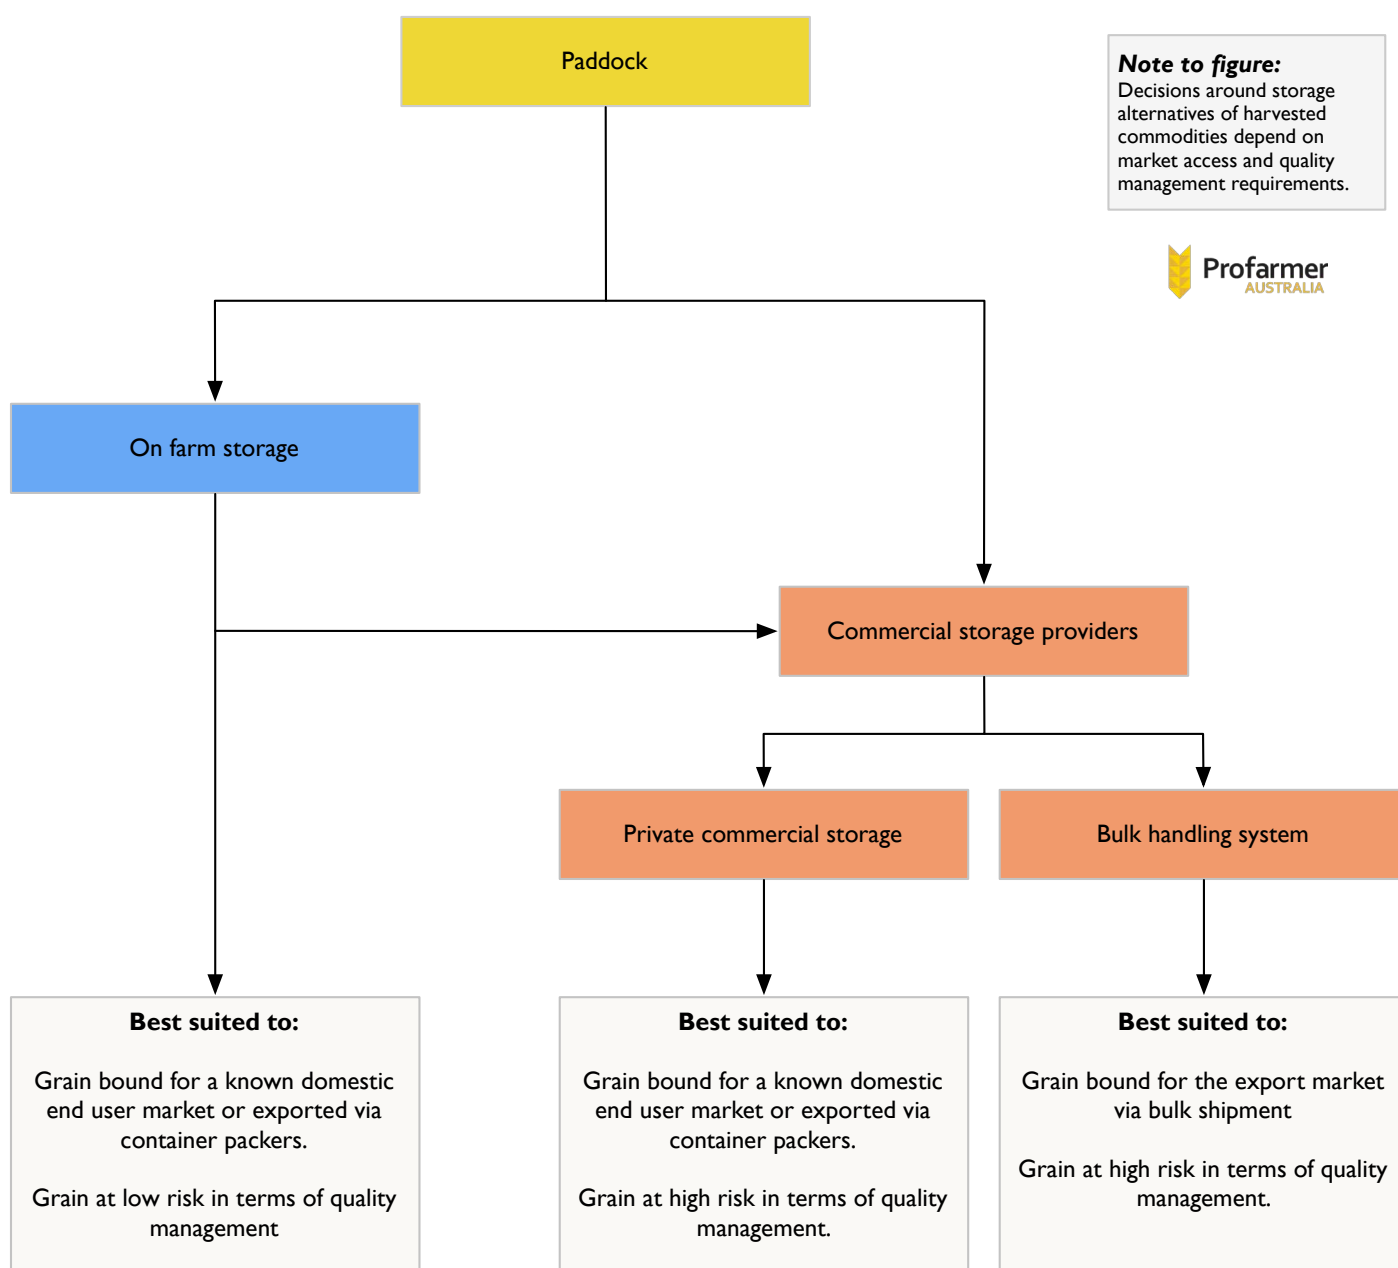 Paddock
Note to figure:
Decisions around storage
alternatives of harvested
commodities depend on
market access and quality
management requirements.
Profarmer
AUSTRALIA
On farm storage
Commercial storage providers
Private commercial storage
Bulk handling system
Best suited to:
Grain bound for a known domestic
end user market or exported via
container packers.
Grain at low risk in terms of quality
management
Best suited to:
Grain bound for a known domestic
end user market or exported via
container packers.
Grain at high risk in terms of quality
management.
Best suited to:
Grain bound for the export market
via bulk shipment
Grain at high risk in terms of quality
management.